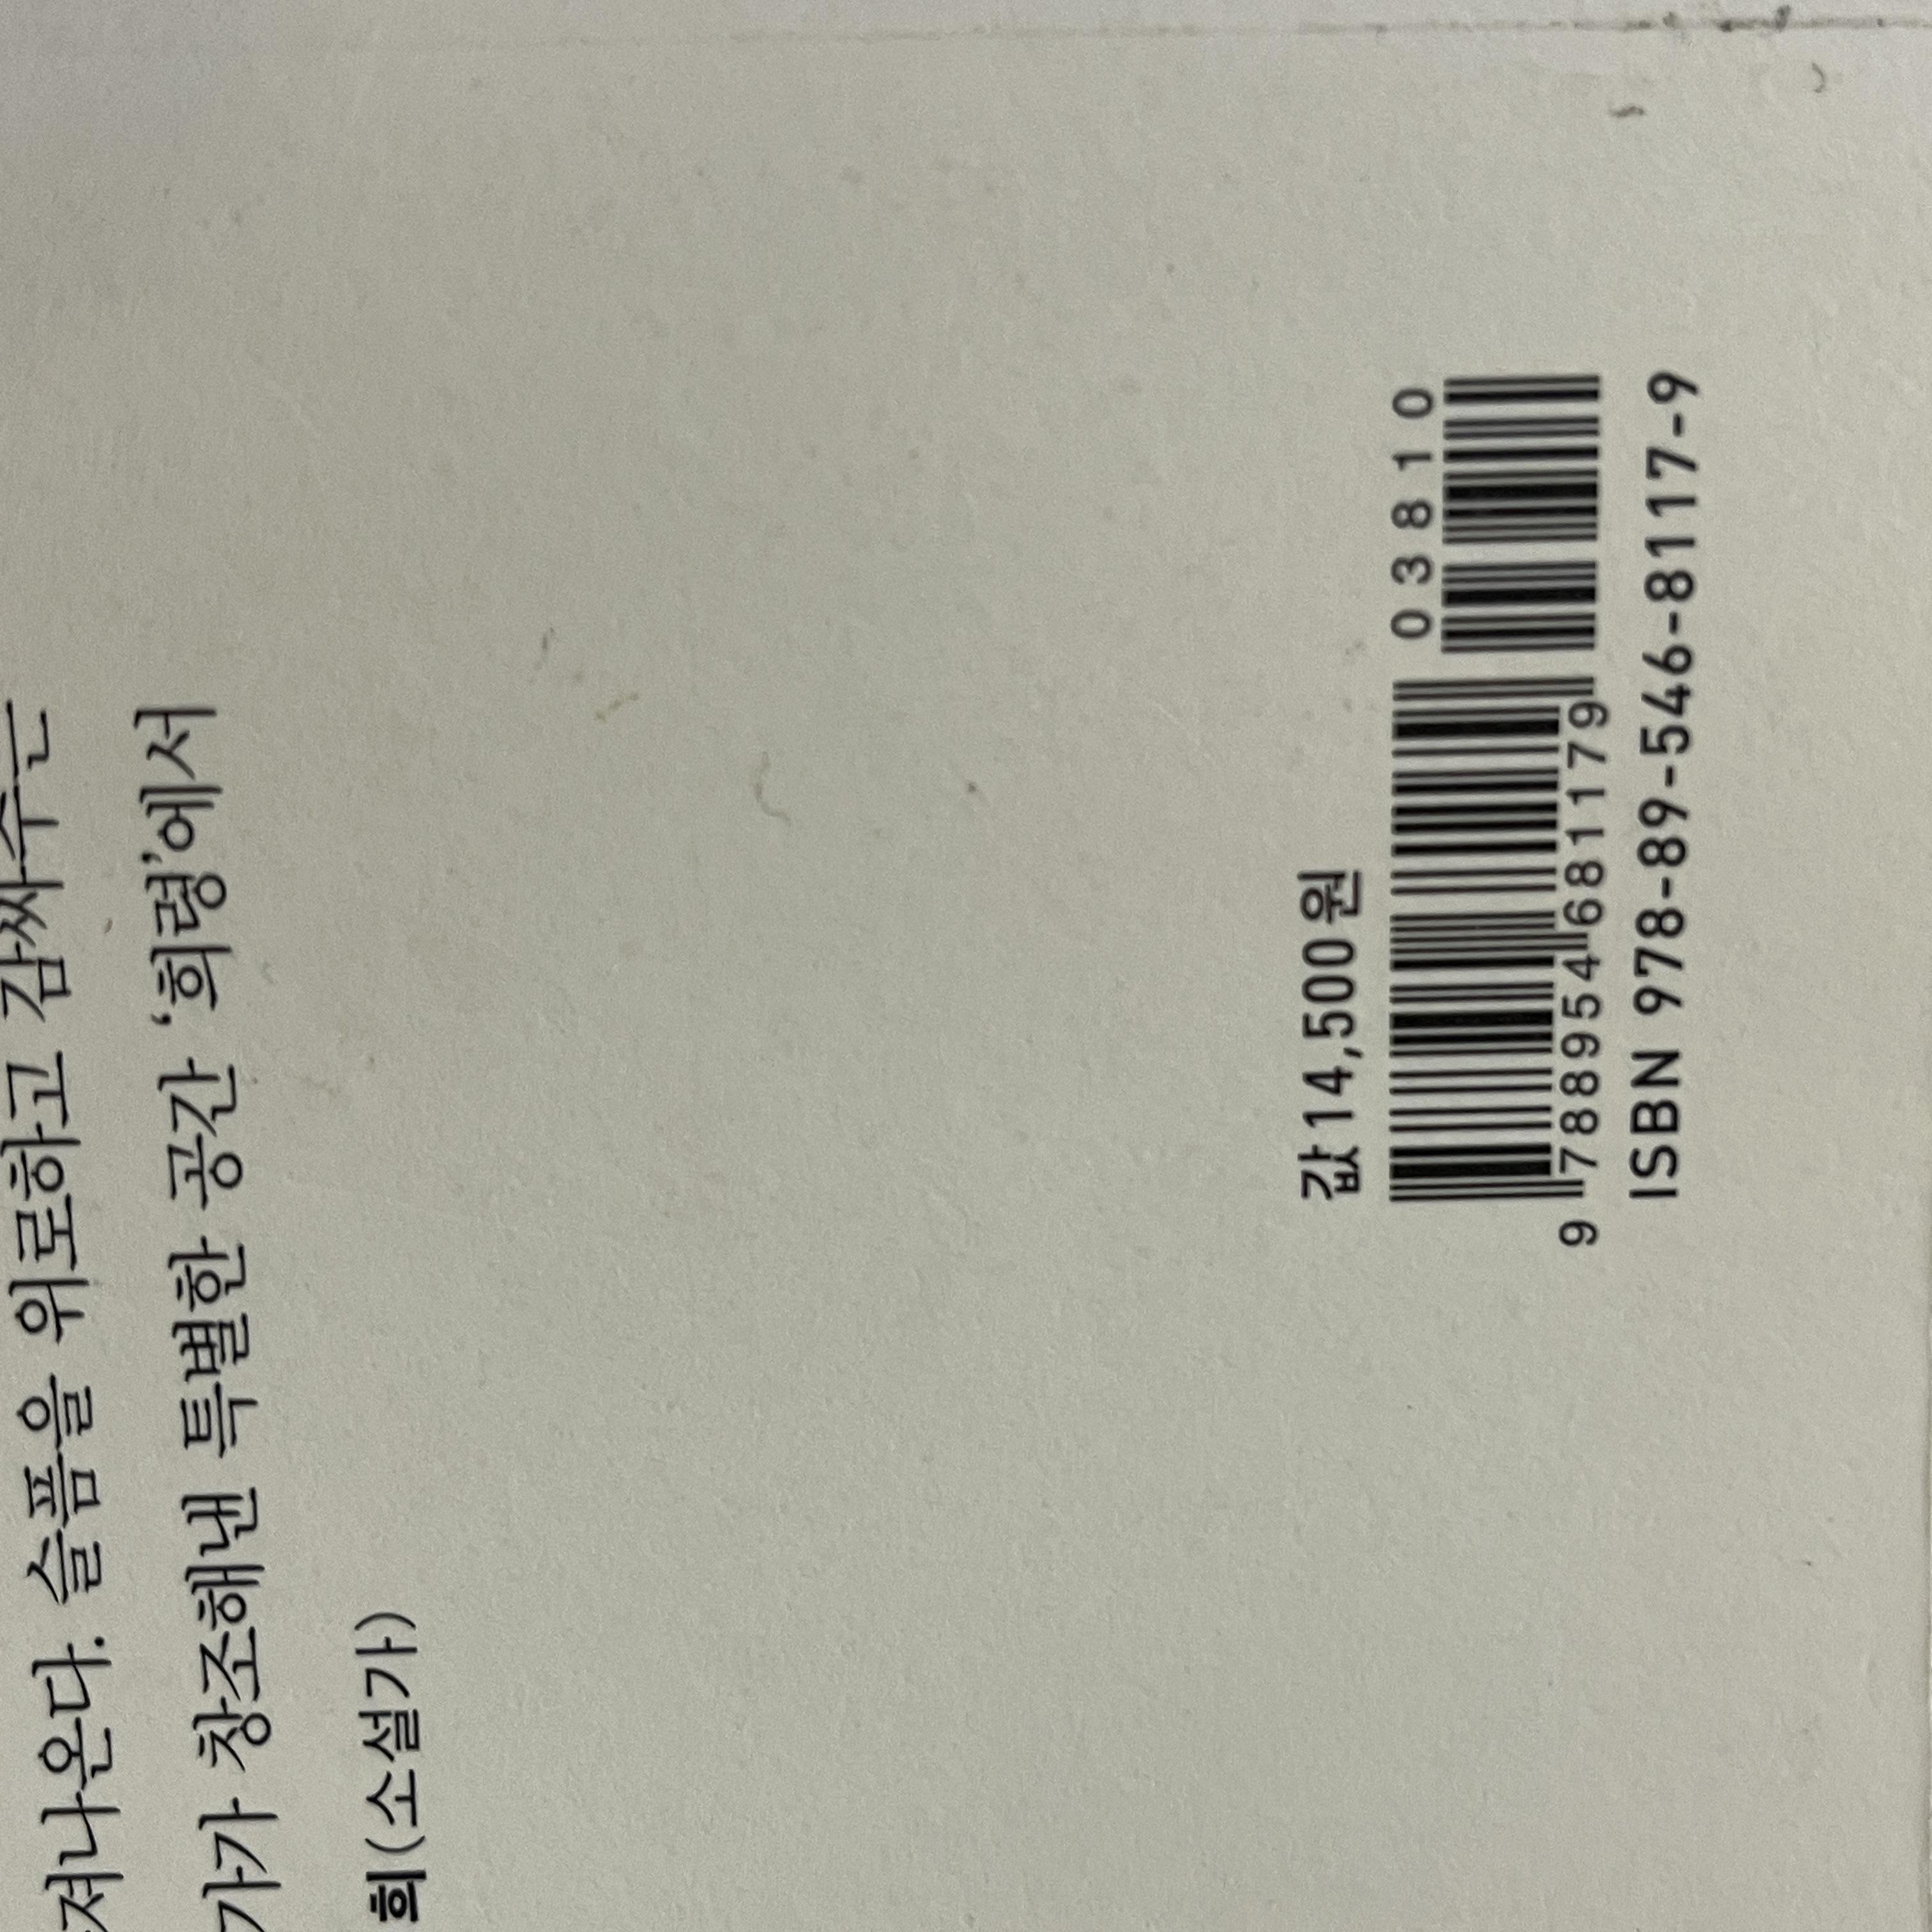 져나온다. 슬픔을 위로하고 감싸주는
가가 창조해낸 특별한 공간 ‘희령’에서
희(소설가)
값 14,500원
03810
9 788954 681179
ISBN 978-89-546-8117-9